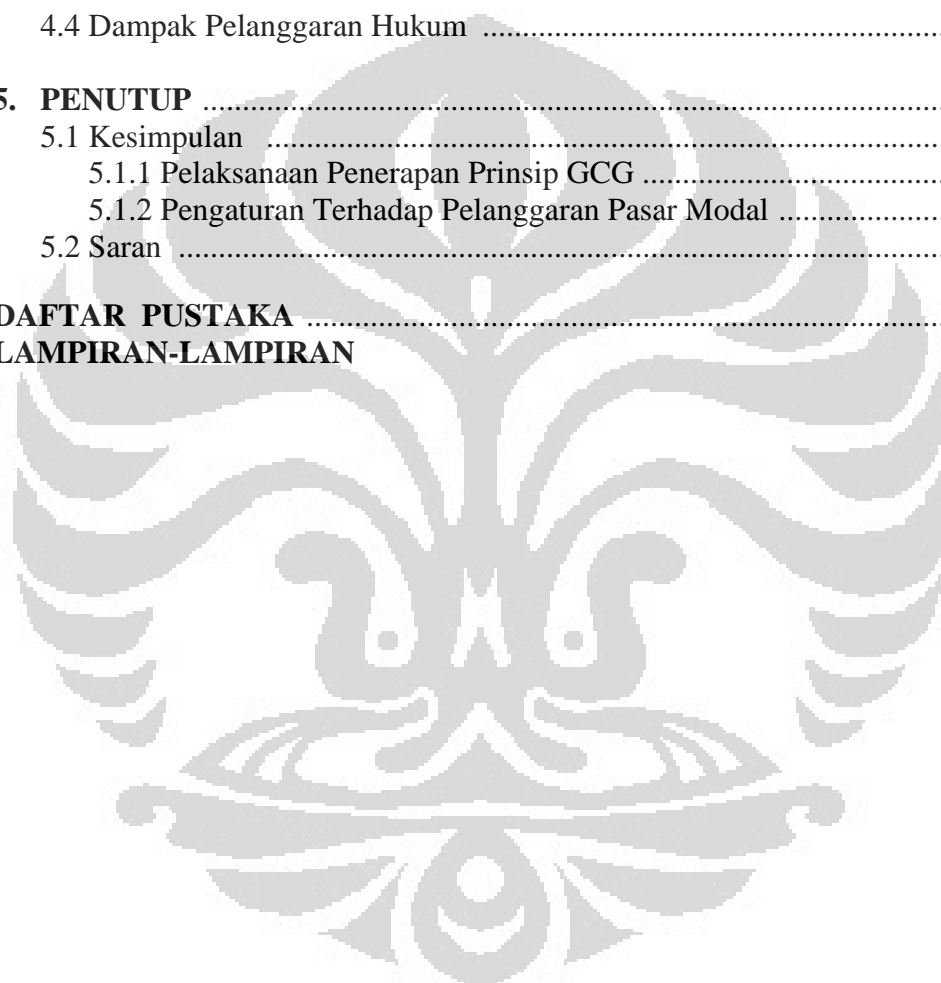 4.4 Dampak Pelanggaran Hukum ..........................................................
5. PENUTUP .............................................................................................
5.1 Kesimpulan .....................................................................................
5.1.1 Pelaksanaan Penerapan Prinsip GCG ......................................
5.1.2 Pengaturan Terhadap Pelanggaran Pasar Modal .....................
5.2 Saran ................................................................................................
DAFTAR PUSTAKA ................................................................................
LAMPIRAN-LAMPIRAN